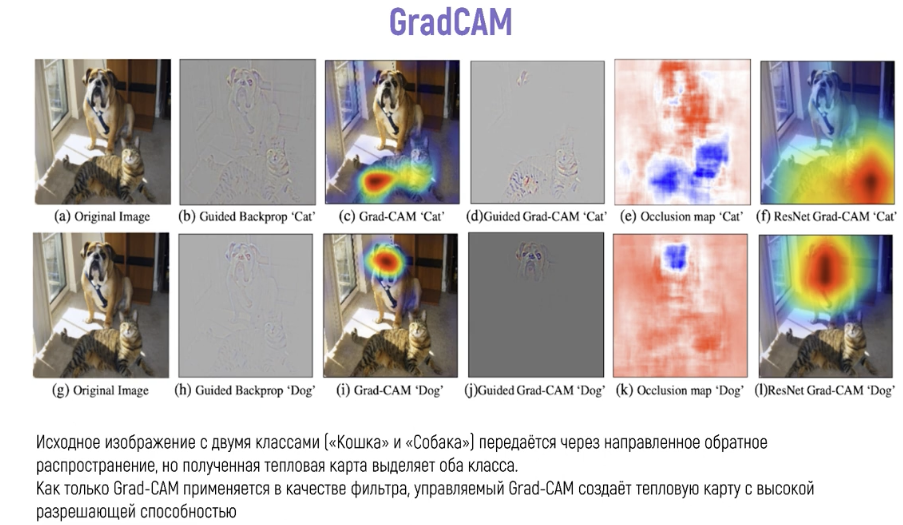 GradCAM
(a) Original Image
(b) Guided Backprop ‘Cat’
(c) Grad-CAM ‘Cat’
(d)Guided Grad-CAM ‘Cat’
(e) Occlusion map ‘Cat’
(f) ResNet Grad-CAM ‘Cat’
(g) Original Image
(h) Guided Backprop ‘Dog’
(i) Grad-CAM ‘Dog’
(j)Guided Grad-CAM ‘Dog’
(k) Occlusion map ‘Dog’
(l)ResNet Grad-CAM ‘Dog’
Исходное изображение с двумя классами («Кошка» и «Собака») передаётся через направленное обратное
распространение, но полученная тепловая карта выделяет оба класса.
Как только Grad-CAM применяется в качестве фильтра, управляемый Grad-CAM создаёт тепловую карту с высокой
разрешающей способностью